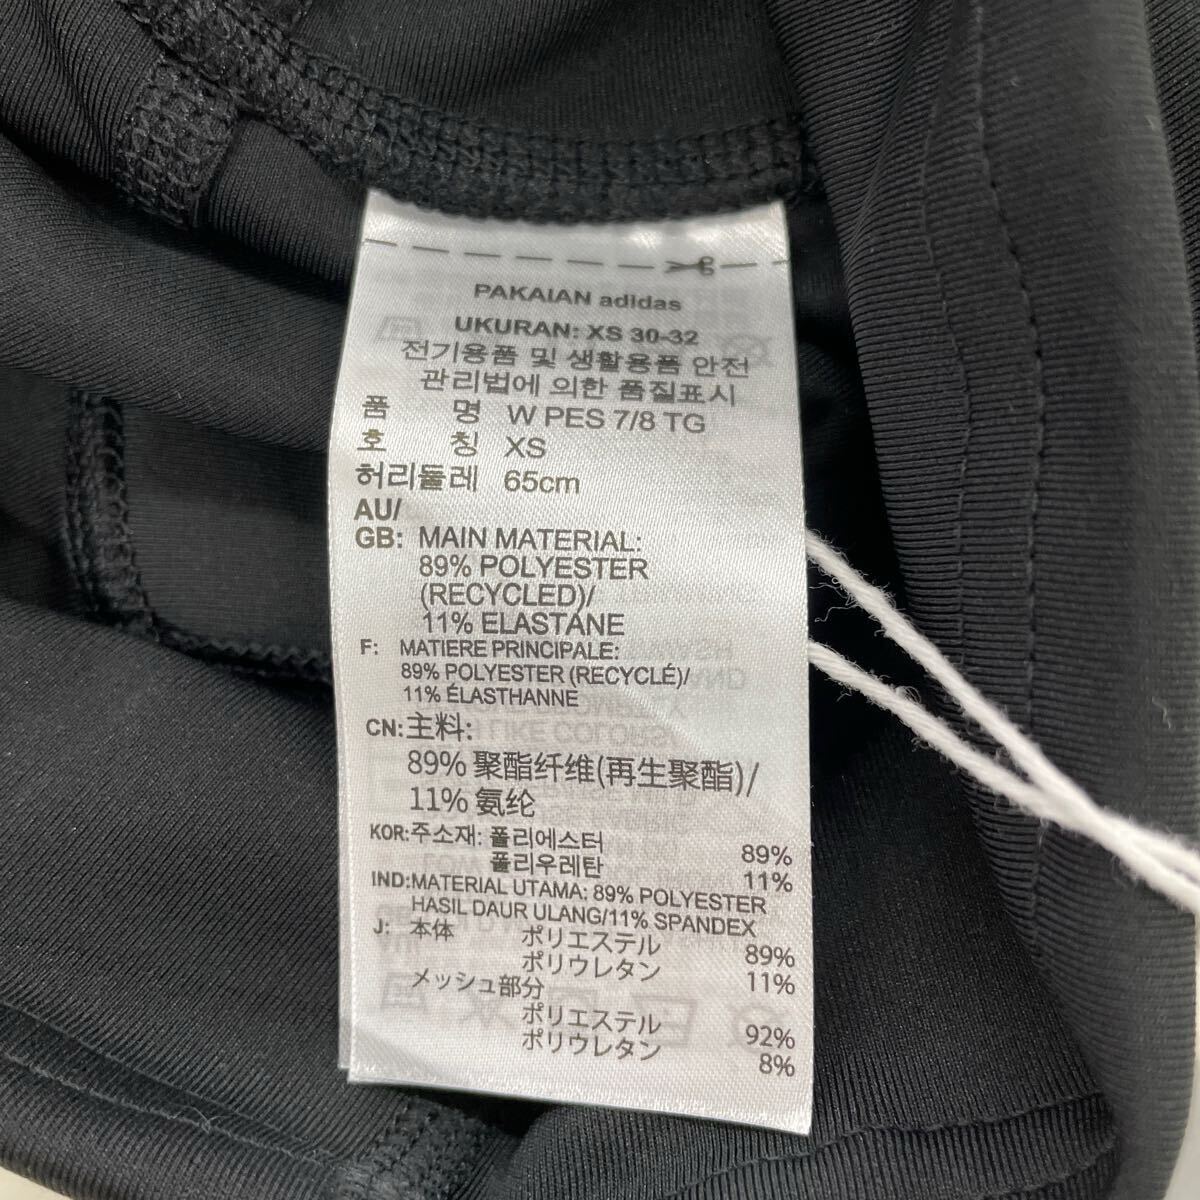 PAKAIAN adidas
UKURAN: XS 30-32
전기용품 및 생활용품 안전
관리법에 의한 품질표시
품 명 W PES 7/8 TG
호 칭 XS
허리둘레 65cm
AU/
GB: MAIN MATERIAL:
89% POLYESTER
(RECYCLED)/
11% ELASTANE
F: MATIERE PRINCIPALE:
89% POLYESTER (RECYCLÉ)/
11% ÉLASTHANNE
CN: 主料:
89% 聚酯纤维(再生聚酯)/
11% 氨纶
KOR: 주소재: 폴리에스터 89%
폴리우레탄 11%
IND: MATERIAL UTAMA: 89% POLYESTER
HASIL DAUR ULANG/11% SPANDEX
J: 本体 ポリエステル 89%
ポリウレタン 11%
メッシュ部分
ポリエステル 92%
ポリウレタン 8%